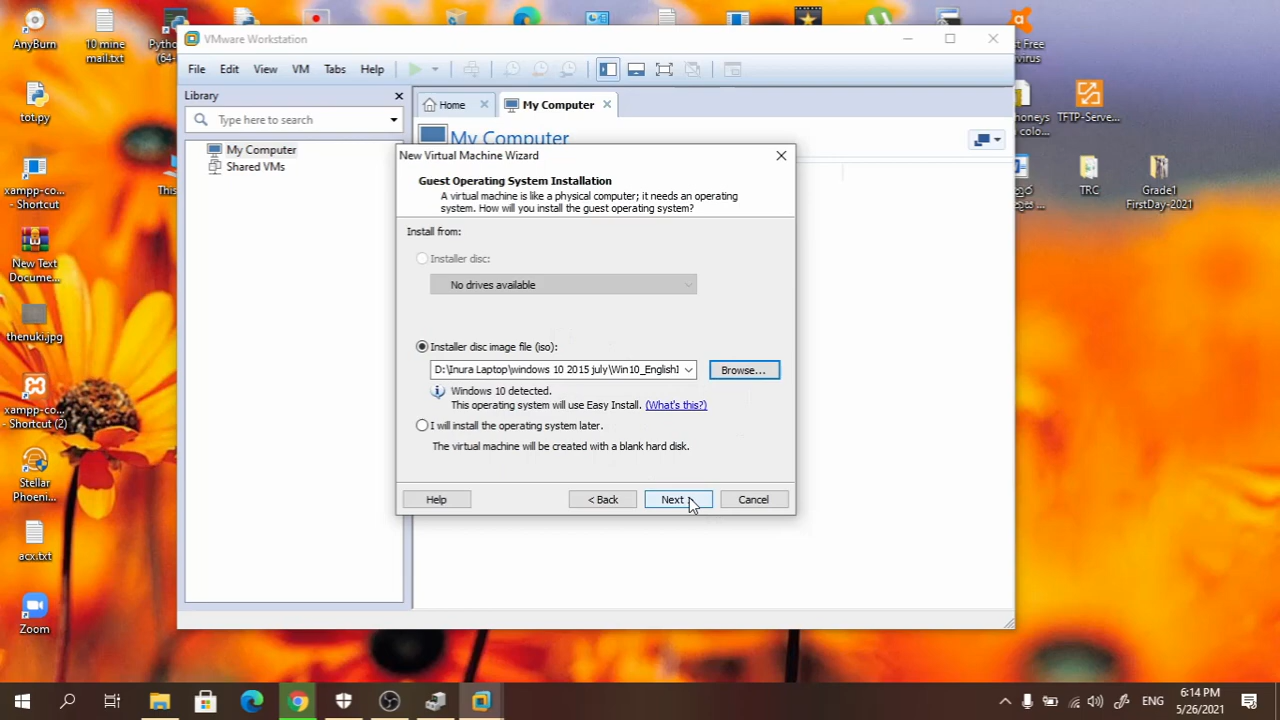 AnyBurn
10 mine
mail.txt
VMware Workstation
File Edit View VM Tabs Help
Library
Type here to search
My Computer
Shared VMs
Home
My Computer
My Computer
New Virtual Machine Wizard
Guest Operating System Installation
A virtual machine is like a physical computer; it needs an operating
system. How will you install the guest operating system?
Install from:
Installer disc:
No drives available
Installer disc image file (iso):
D:\Inura Laptop\windows 10 2015 july\Win10_EnglishI
Browse...
Windows 10 detected.
This operating system will use Easy Install. (What's this?)
I will install the operating system later.
The virtual machine will be created with a blank hard disk.
Help
< Back
Next >
Cancel
tot.py
xampp-co...
- Shortcut
This
New Text
Docume...
thenuki.jpg
xampp-co...
- Shortcut (2)
Stellar
Phoeni...
acx.txt
Zoom
TFTP-Serve...
TRC
Grade1
FirstDay-2021
ENG
6:14 PM
5/26/2021